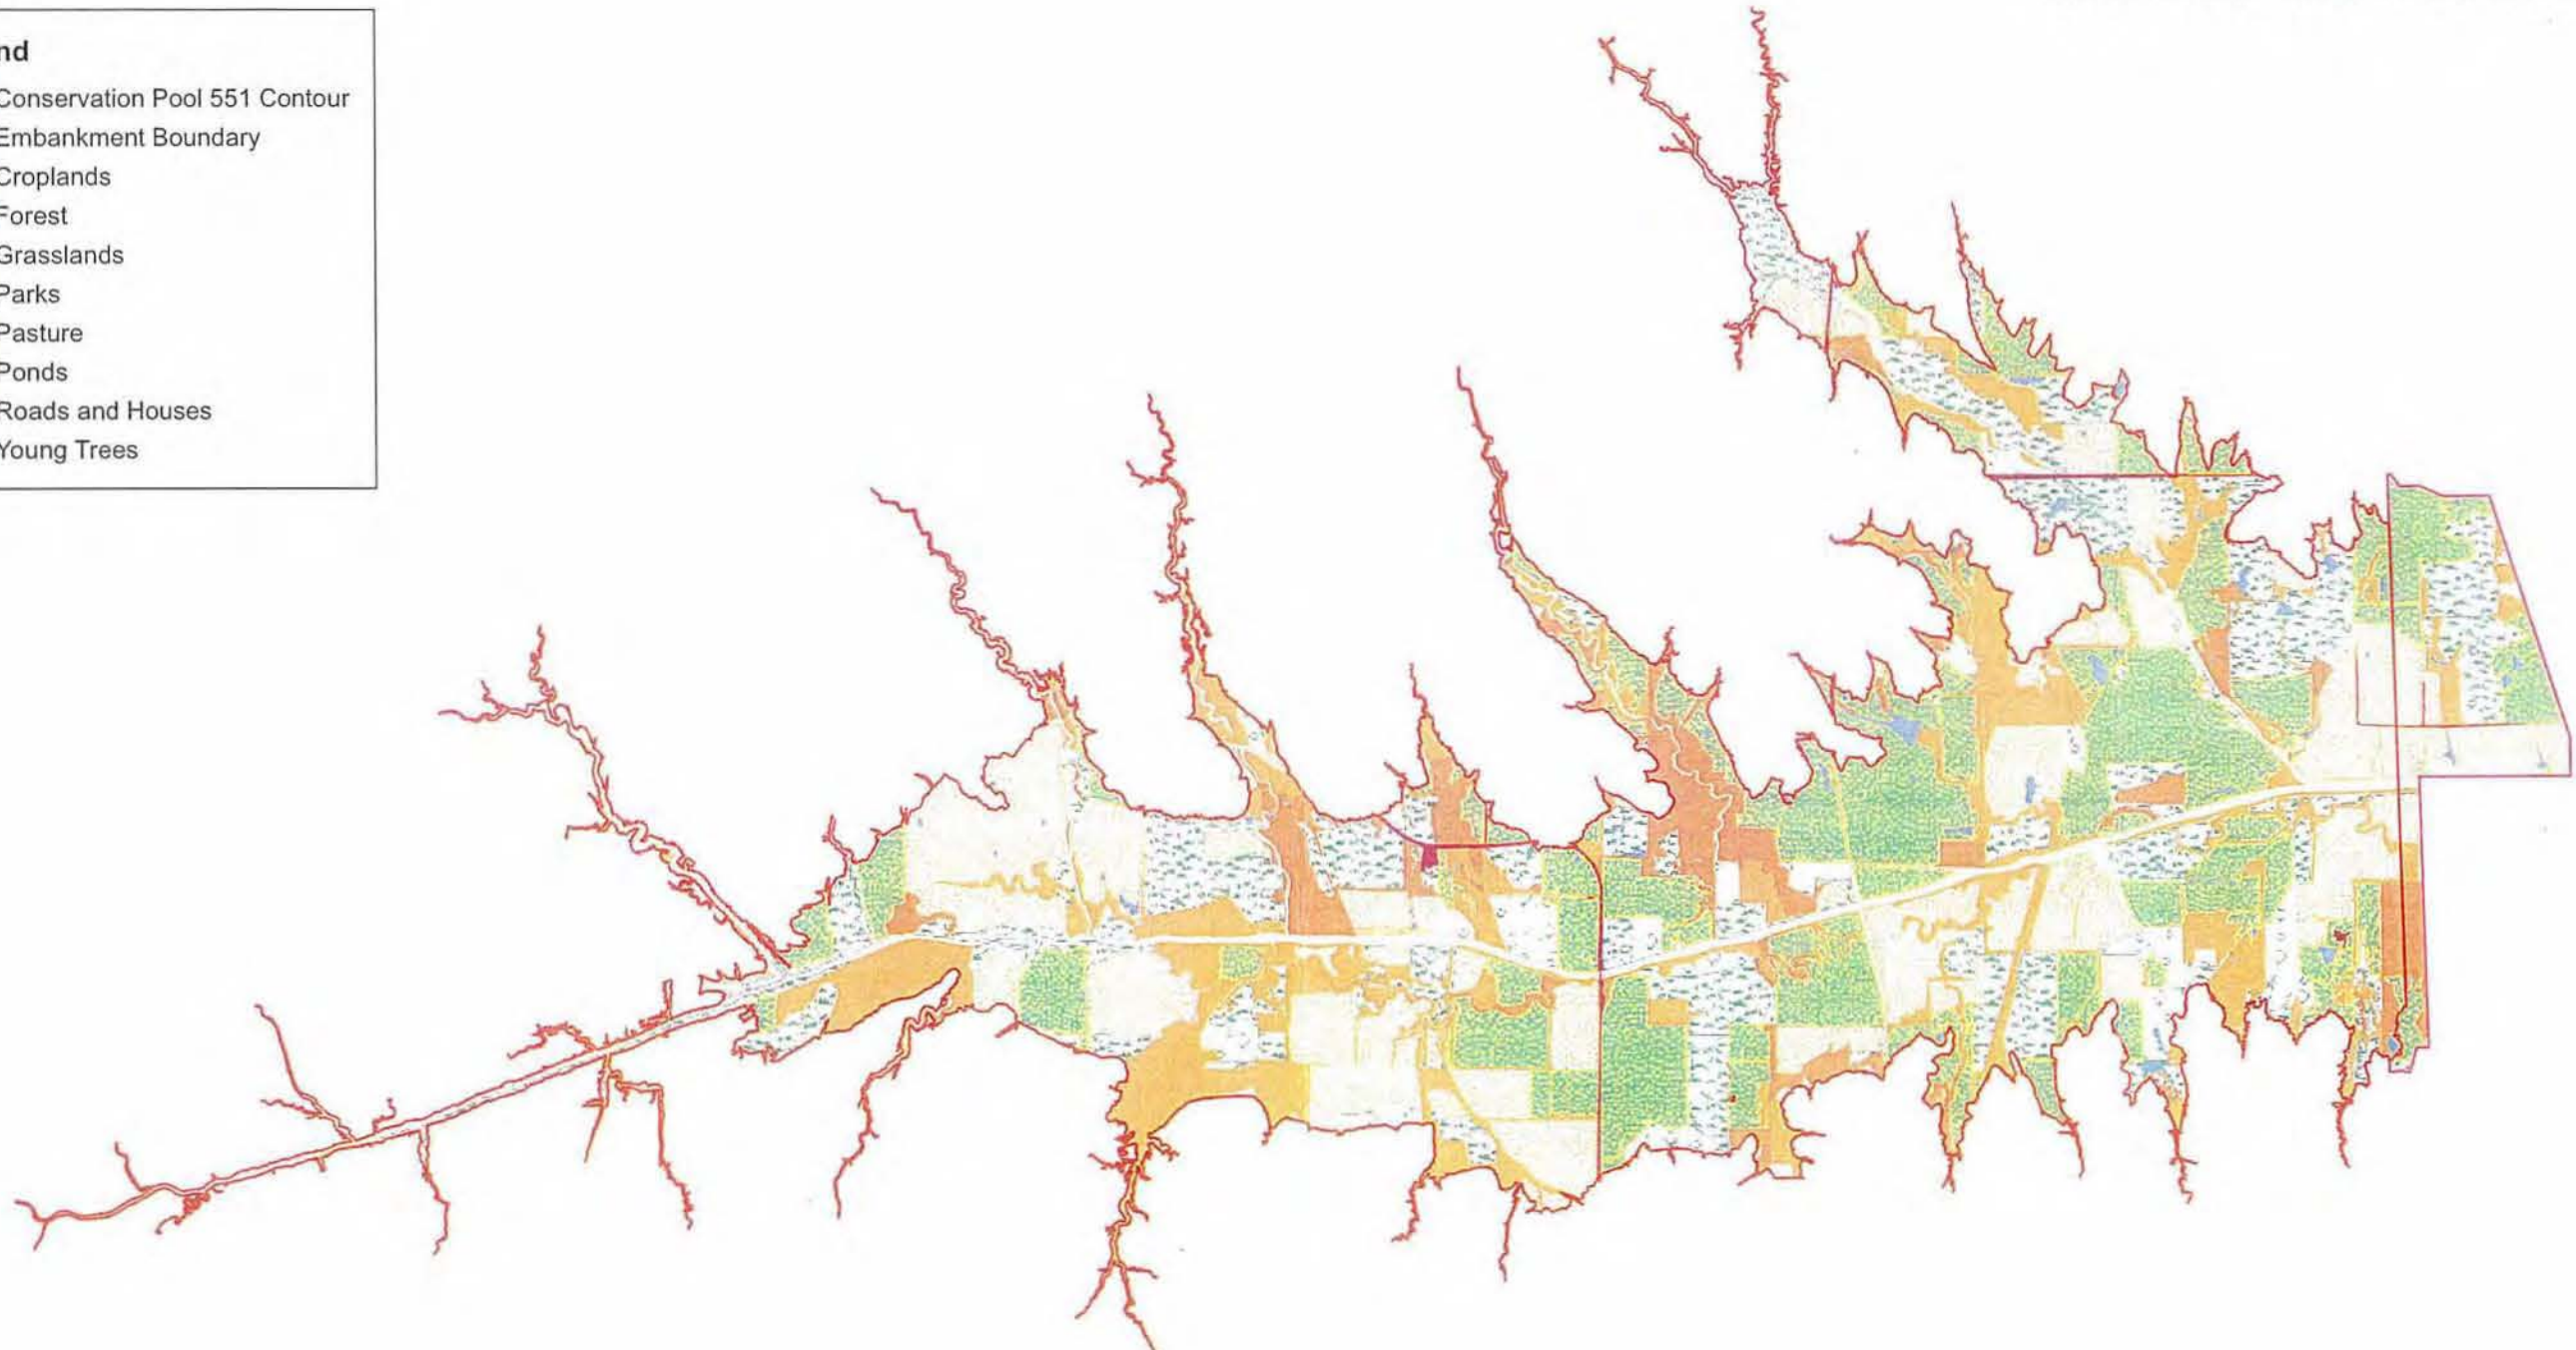 nd
Conservation Pool 551 Contour
Embankment Boundary
Croplands
Forest
Grasslands
Parks
Pasture
Ponds
Roads and Houses
Young Trees